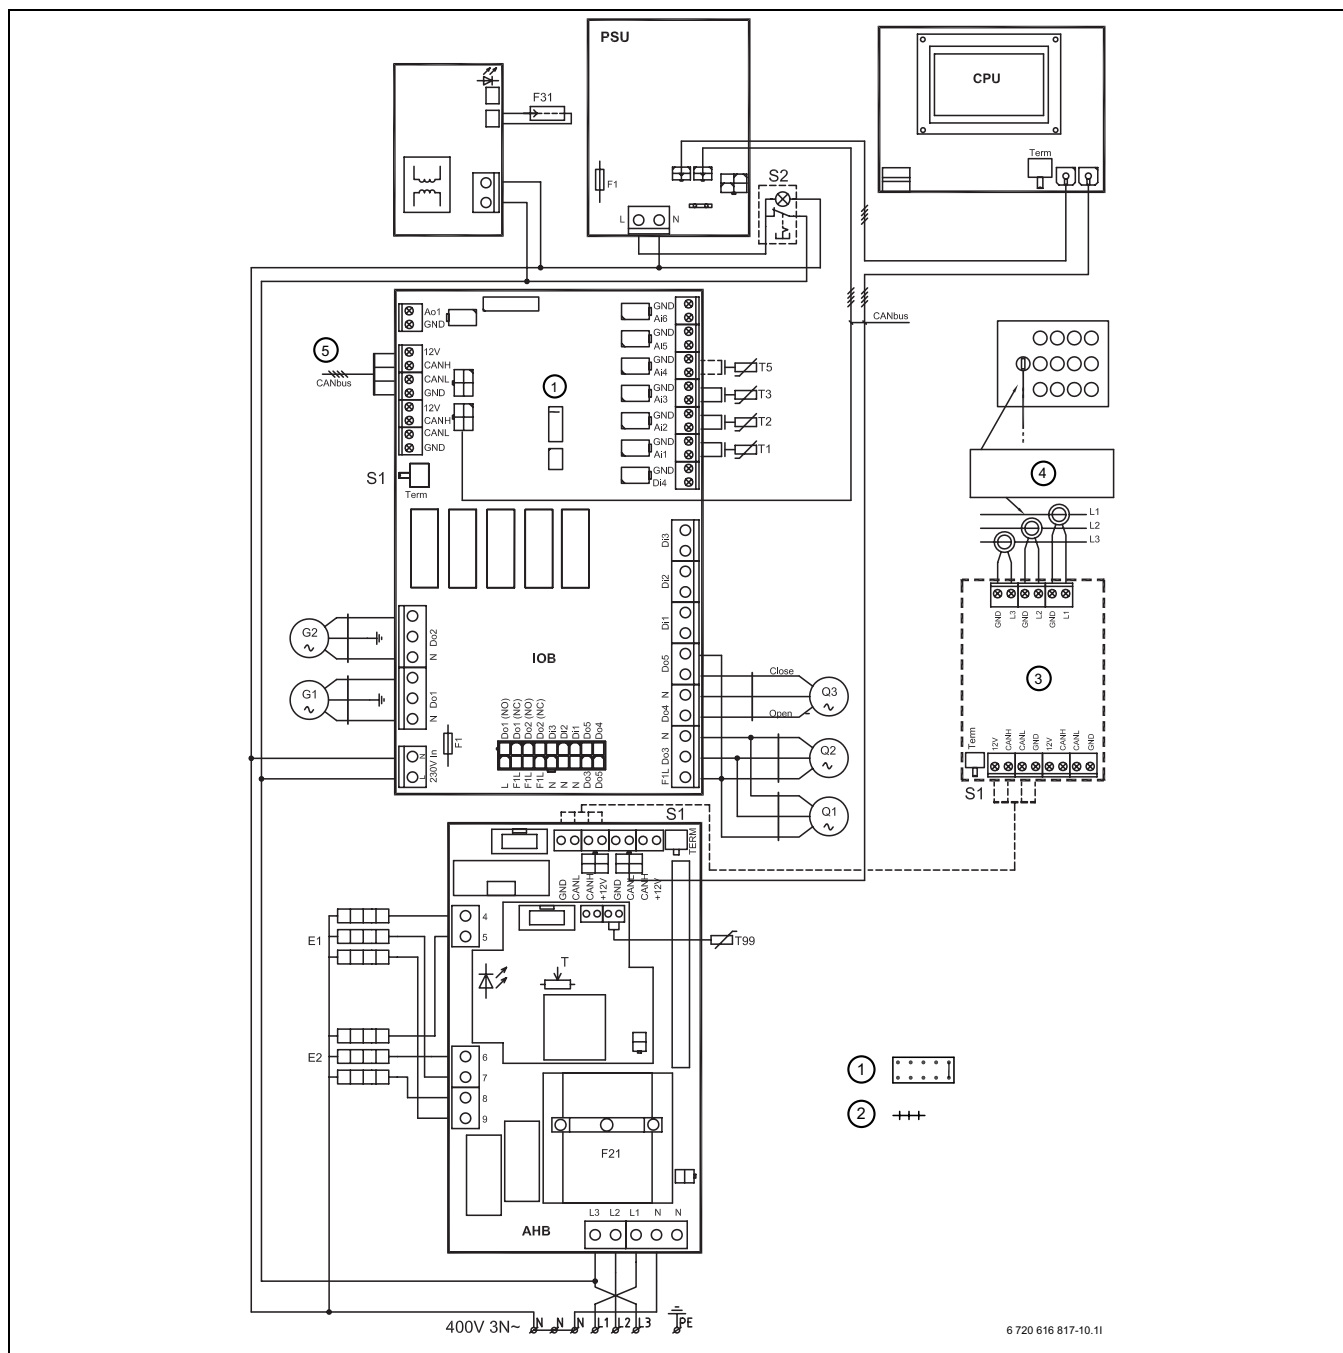 PSU
CPU
F31
Term
S2
F1
L
N
Ao1
GND
GND
Ai6
GND
Ai5
GND
Ai4
GND
Ai3
GND
Ai2
GND
Ai1
GND
Di4
CANbus
5
CANbus
12V
CANH
CANL
GND
12V
CANH
CANL
GND
1
T5
T3
T2
T1
S1
Term
4
L1
L2
L3
GND
L3
GND
L2
GND
L1
3
Term
S1
12V
CANH
CANL
GND
12V
CANH
CANL
GND
Di3
Di2
Di1
Do5
N
Do4
N
Do3
F1L
G2
Do2
N
G1
Do1
N
IOB
Close
Open
Q3
Q2
Q1
N
L
230V In
F1
Do1 (NO)
Do1 (NC)
Do2 (NO)
Do2 (NC)
Di3
Di2
Di1
Do5
Do4
L
F1L
F1L
F1L
N
N
N
Do3
Do5
S1
TERM
GND
CANL
CANH
+12V
GND
CANL
CANH
+12V
E1
4
5
T
T99
E2
6
7
8
9
F21
AHB
L3 L2 L1 N N
1
2
400V 3N~ N N N L1 L2 L3 PE
6 720 616 817-10.1I